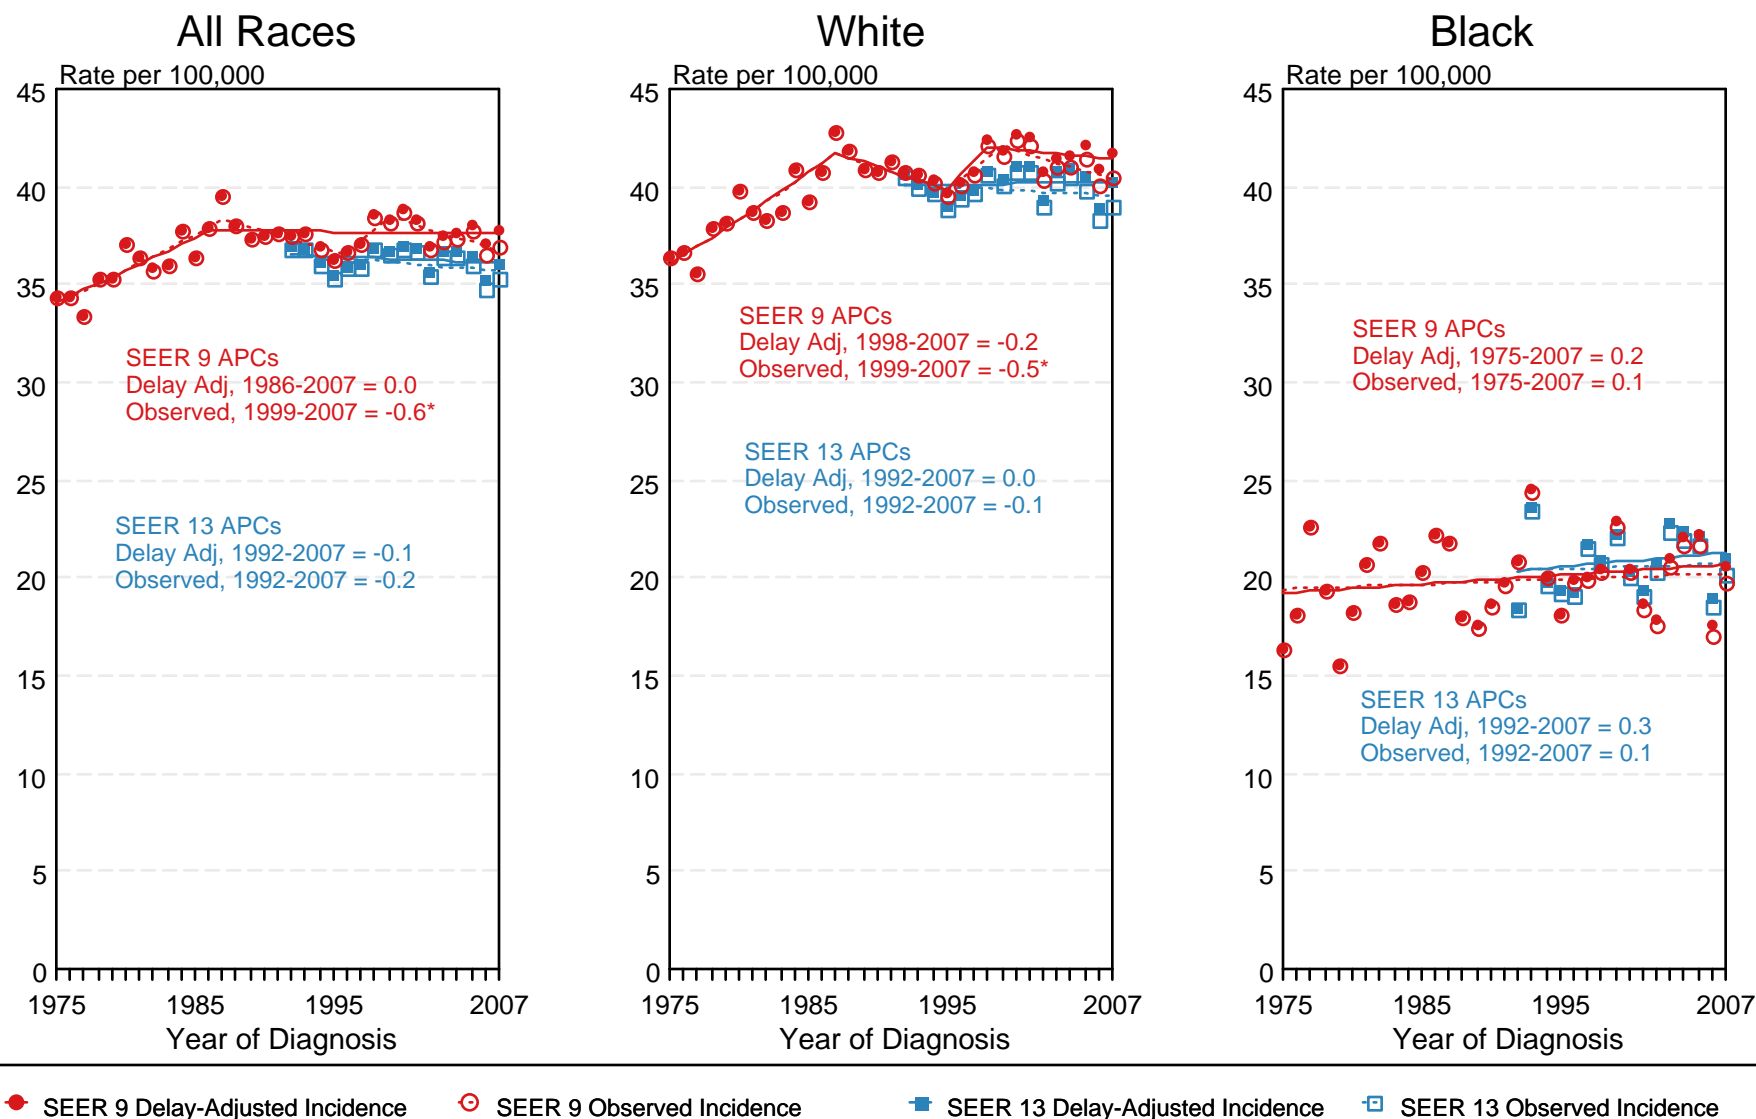 All Races
Rate per 100,000
45
40
35
30
25
20
15
10
5
0
SEER 9 APCs
Delay Adj, 1986-2007 = 0.0
Observed, 1999-2007 = -0.6*
SEER 13 APCs
Delay Adj, 1992-2007 = -0.1
Observed, 1992-2007 = -0.2
1975 1985 1995 2007
Year of Diagnosis
White
Rate per 100,000
45
40
35
30
25
20
15
10
5
0
SEER 9 APCs
Delay Adj, 1998-2007 = -0.2
Observed, 1999-2007 = -0.5*
SEER 13 APCs
Delay Adj, 1992-2007 = 0.0
Observed, 1992-2007 = -0.1
1975 1985 1995 2007
Year of Diagnosis
Black
Rate per 100,000
45
40
35
30
25
20
15
10
5
0
SEER 9 APCs
Delay Adj, 1975-2007 = 0.2
Observed, 1975-2007 = 0.1
SEER 13 APCs
Delay Adj, 1992-2007 = 0.3
Observed, 1992-2007 = 0.1
1975 1985 1995 2007
Year of Diagnosis
SEER 9 Delay-Adjusted Incidence
SEER 9 Observed Incidence
SEER 13 Delay-Adjusted Incidence
SEER 13 Observed Incidence